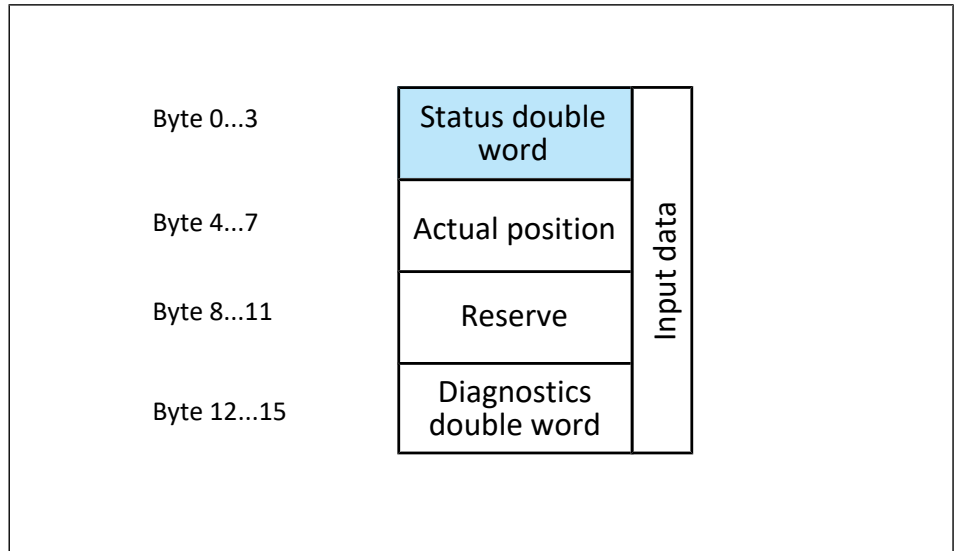 Byte 0...3
Status double
word
Byte 4...7
Actual position
Byte 8...11
Reserve
Byte 12...15
Diagnostics
double word
Input data